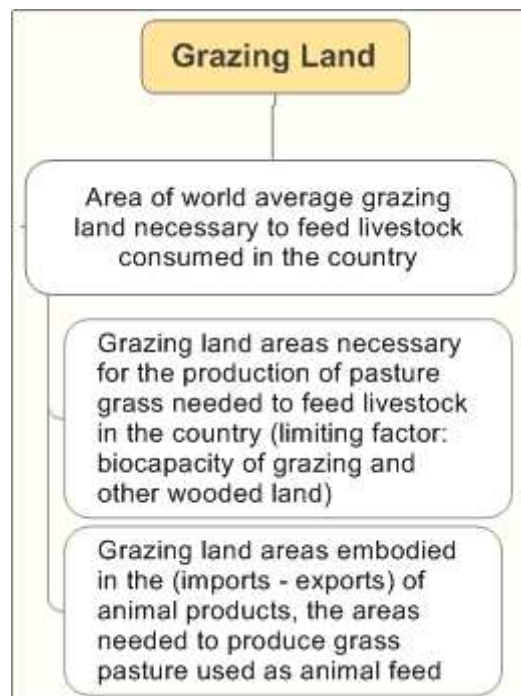 Grazing Land
Area of world average grazing
land necessary to feed livestock
consumed in the country
Grazing land areas necessary
for the production of pasture
grass needed to feed livestock
in the country (limiting factor:
biocapacity of grazing and
other wooded land)
Grazing land areas embodied
in the (imports - exports) of
animal products, the areas
needed to produce grass
pasture used as animal feed